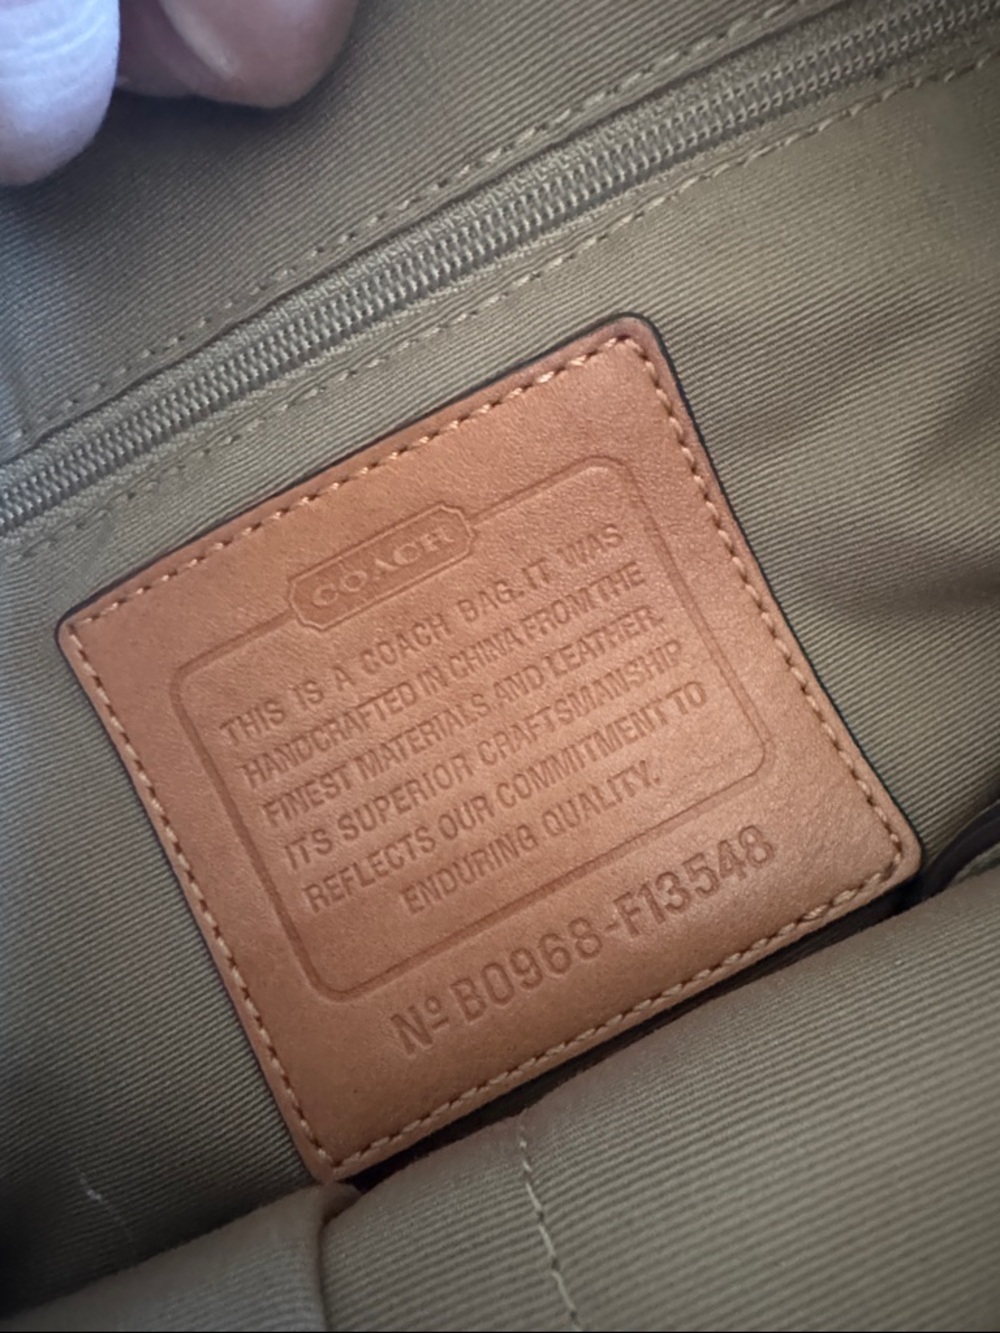 COACH
THIS IS A COACH BAG. IT WAS
HANDCRAFTED IN CHINA FROM THE
FINEST MATERIALS AND LEATHER.
ITS SUPERIOR CRAFTSMANSHIP
REFLECTS OUR COMMITMENT TO
ENDURING QUALITY.
Nº B0968-F13548